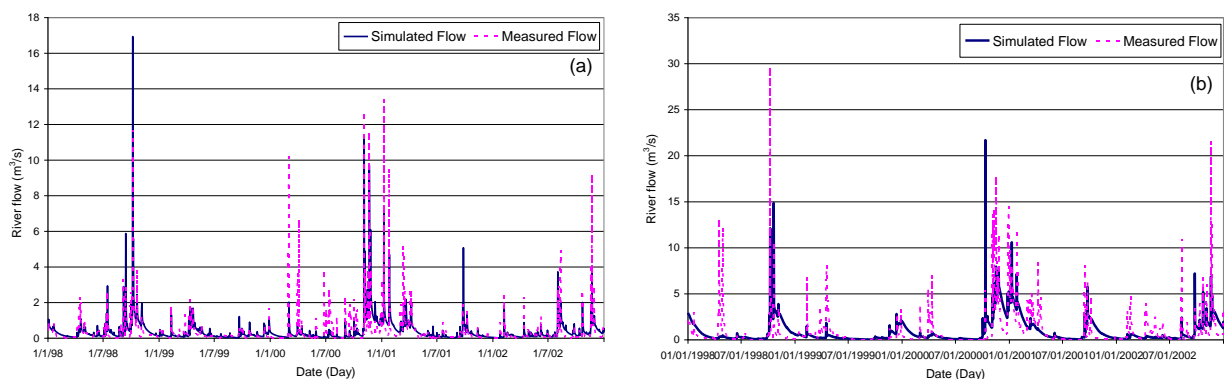 18
16
14
12
10
8
6
4
2
0
River flow (m³/s)
Simulated Flow Measured Flow
(a)
1/1/98 1/7/98 1/1/99 1/7/99 1/1/00 1/7/00 1/1/01 1/7/01 1/1/02 1/7/02
Date (Day)
35
30
25
20
15
10
5
0
River flow (m³/s)
Simulated Flow Measured Flow
(b)
01/01/1998 01/07/1998 01/01/1999 01/07/1999 01/01/2000 01/07/2000 01/01/2001 01/07/2001 01/01/2002 01/07/2002
Date (Day)